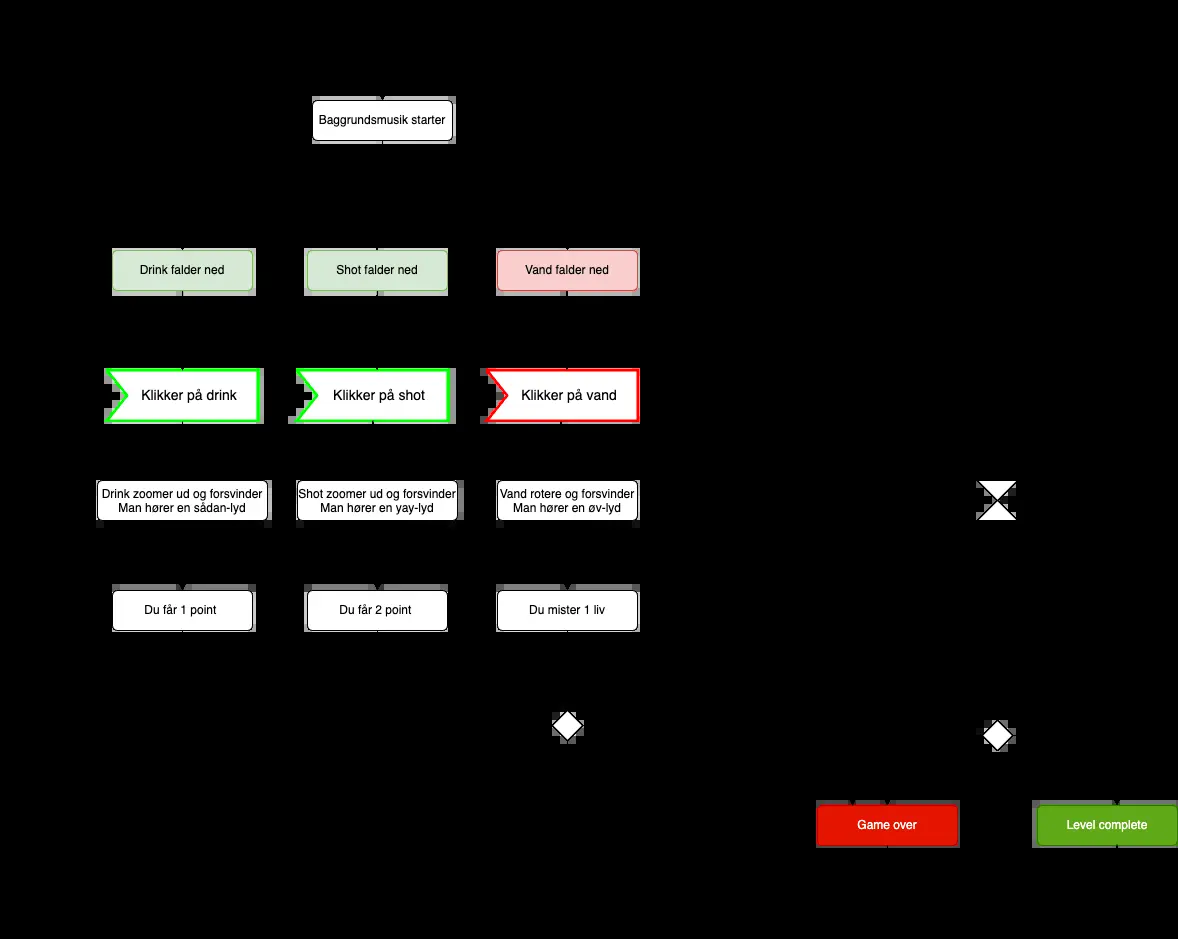 Baggrundsmusik starter
Drink falder ned
Shot falder ned
Vand falder ned
Klikker på drink
Klikker på shot
Klikker på vand
Drink zoomer ud og forsvinder
Man hører en sådan-lyd
Shot zoomer ud og forsvinder
Man hører en yay-lyd
Vand rotere og forsvinder
Man hører en øv-lyd
Du får 1 point
Du får 2 point
Du mister 1 liv
Game over
Level complete